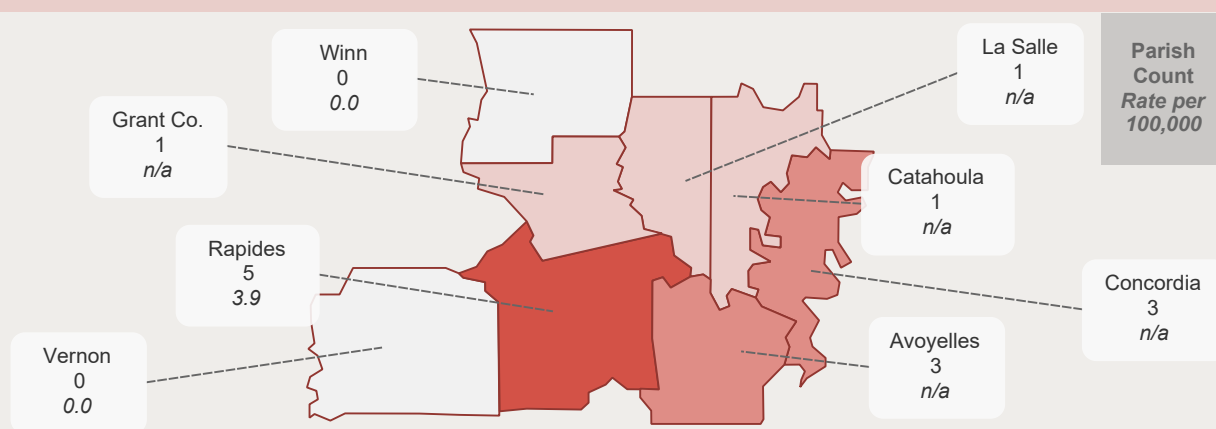 Winn
0
0.0
La Salle
1
n/a
Parish
Count
Rate per
100,000
Grant Co.
1
n/a
Catahoula
1
n/a
Rapides
5
3.9
Concordia
3
n/a
Avoyelles
3
n/a
Vernon
0
0.0